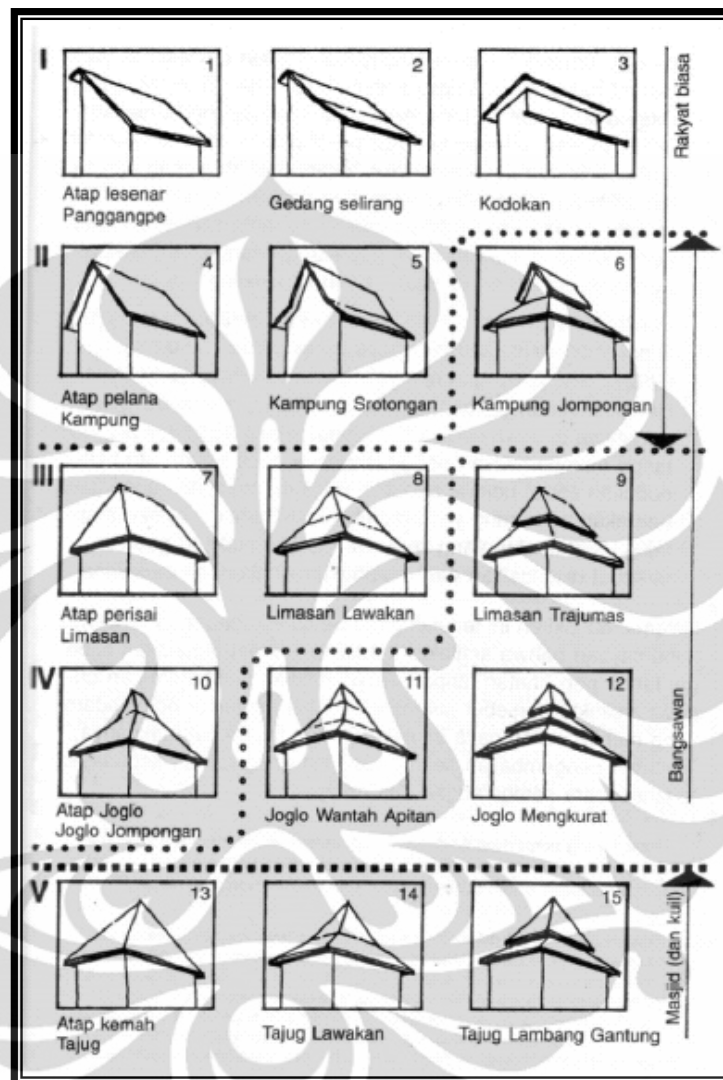 I
1
2
3
Atap lesenar
Panggangpe
Gedang selirang
Kodokan
Rakyat biasa
II
4
5
6
Atap pelana
Kampung
Kampung Srotongan
Kampung Jompongan
III
7
8
9
Atap perisai
Limasan
Limasan Lawakan
Limasan Trajumas
IV
10
11
12
Atap Joglo
Joglo Jompongan
Joglo Wantah Apitan
Joglo Mengkurat
Bangsawan
V
13
14
15
Atap kemah
Tajug
Tajug Lawakan
Tajug Lambang Gantung
Masjid (dan kuil)